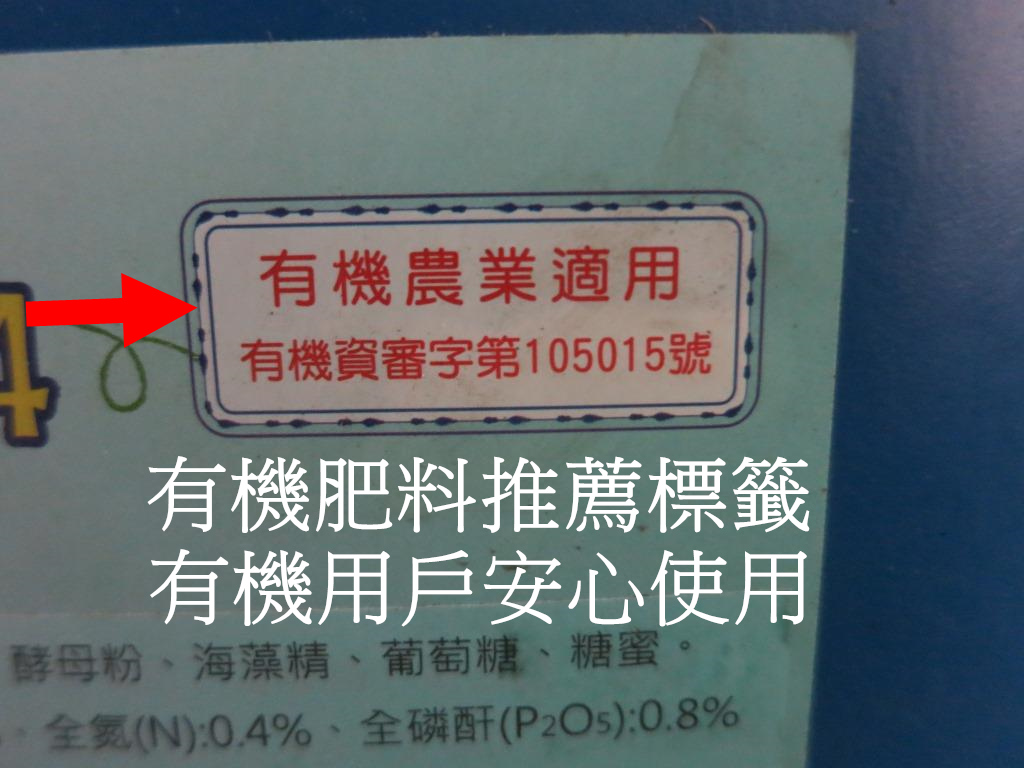 有機農業適用
有機資審字第105015號
4
有機肥料推薦標籤
有機用戶安心使用
酵母粉、海藻精、葡萄糖、糖蜜。
、全氮(N):0.4%、全磷酐(P2O5):0.8%